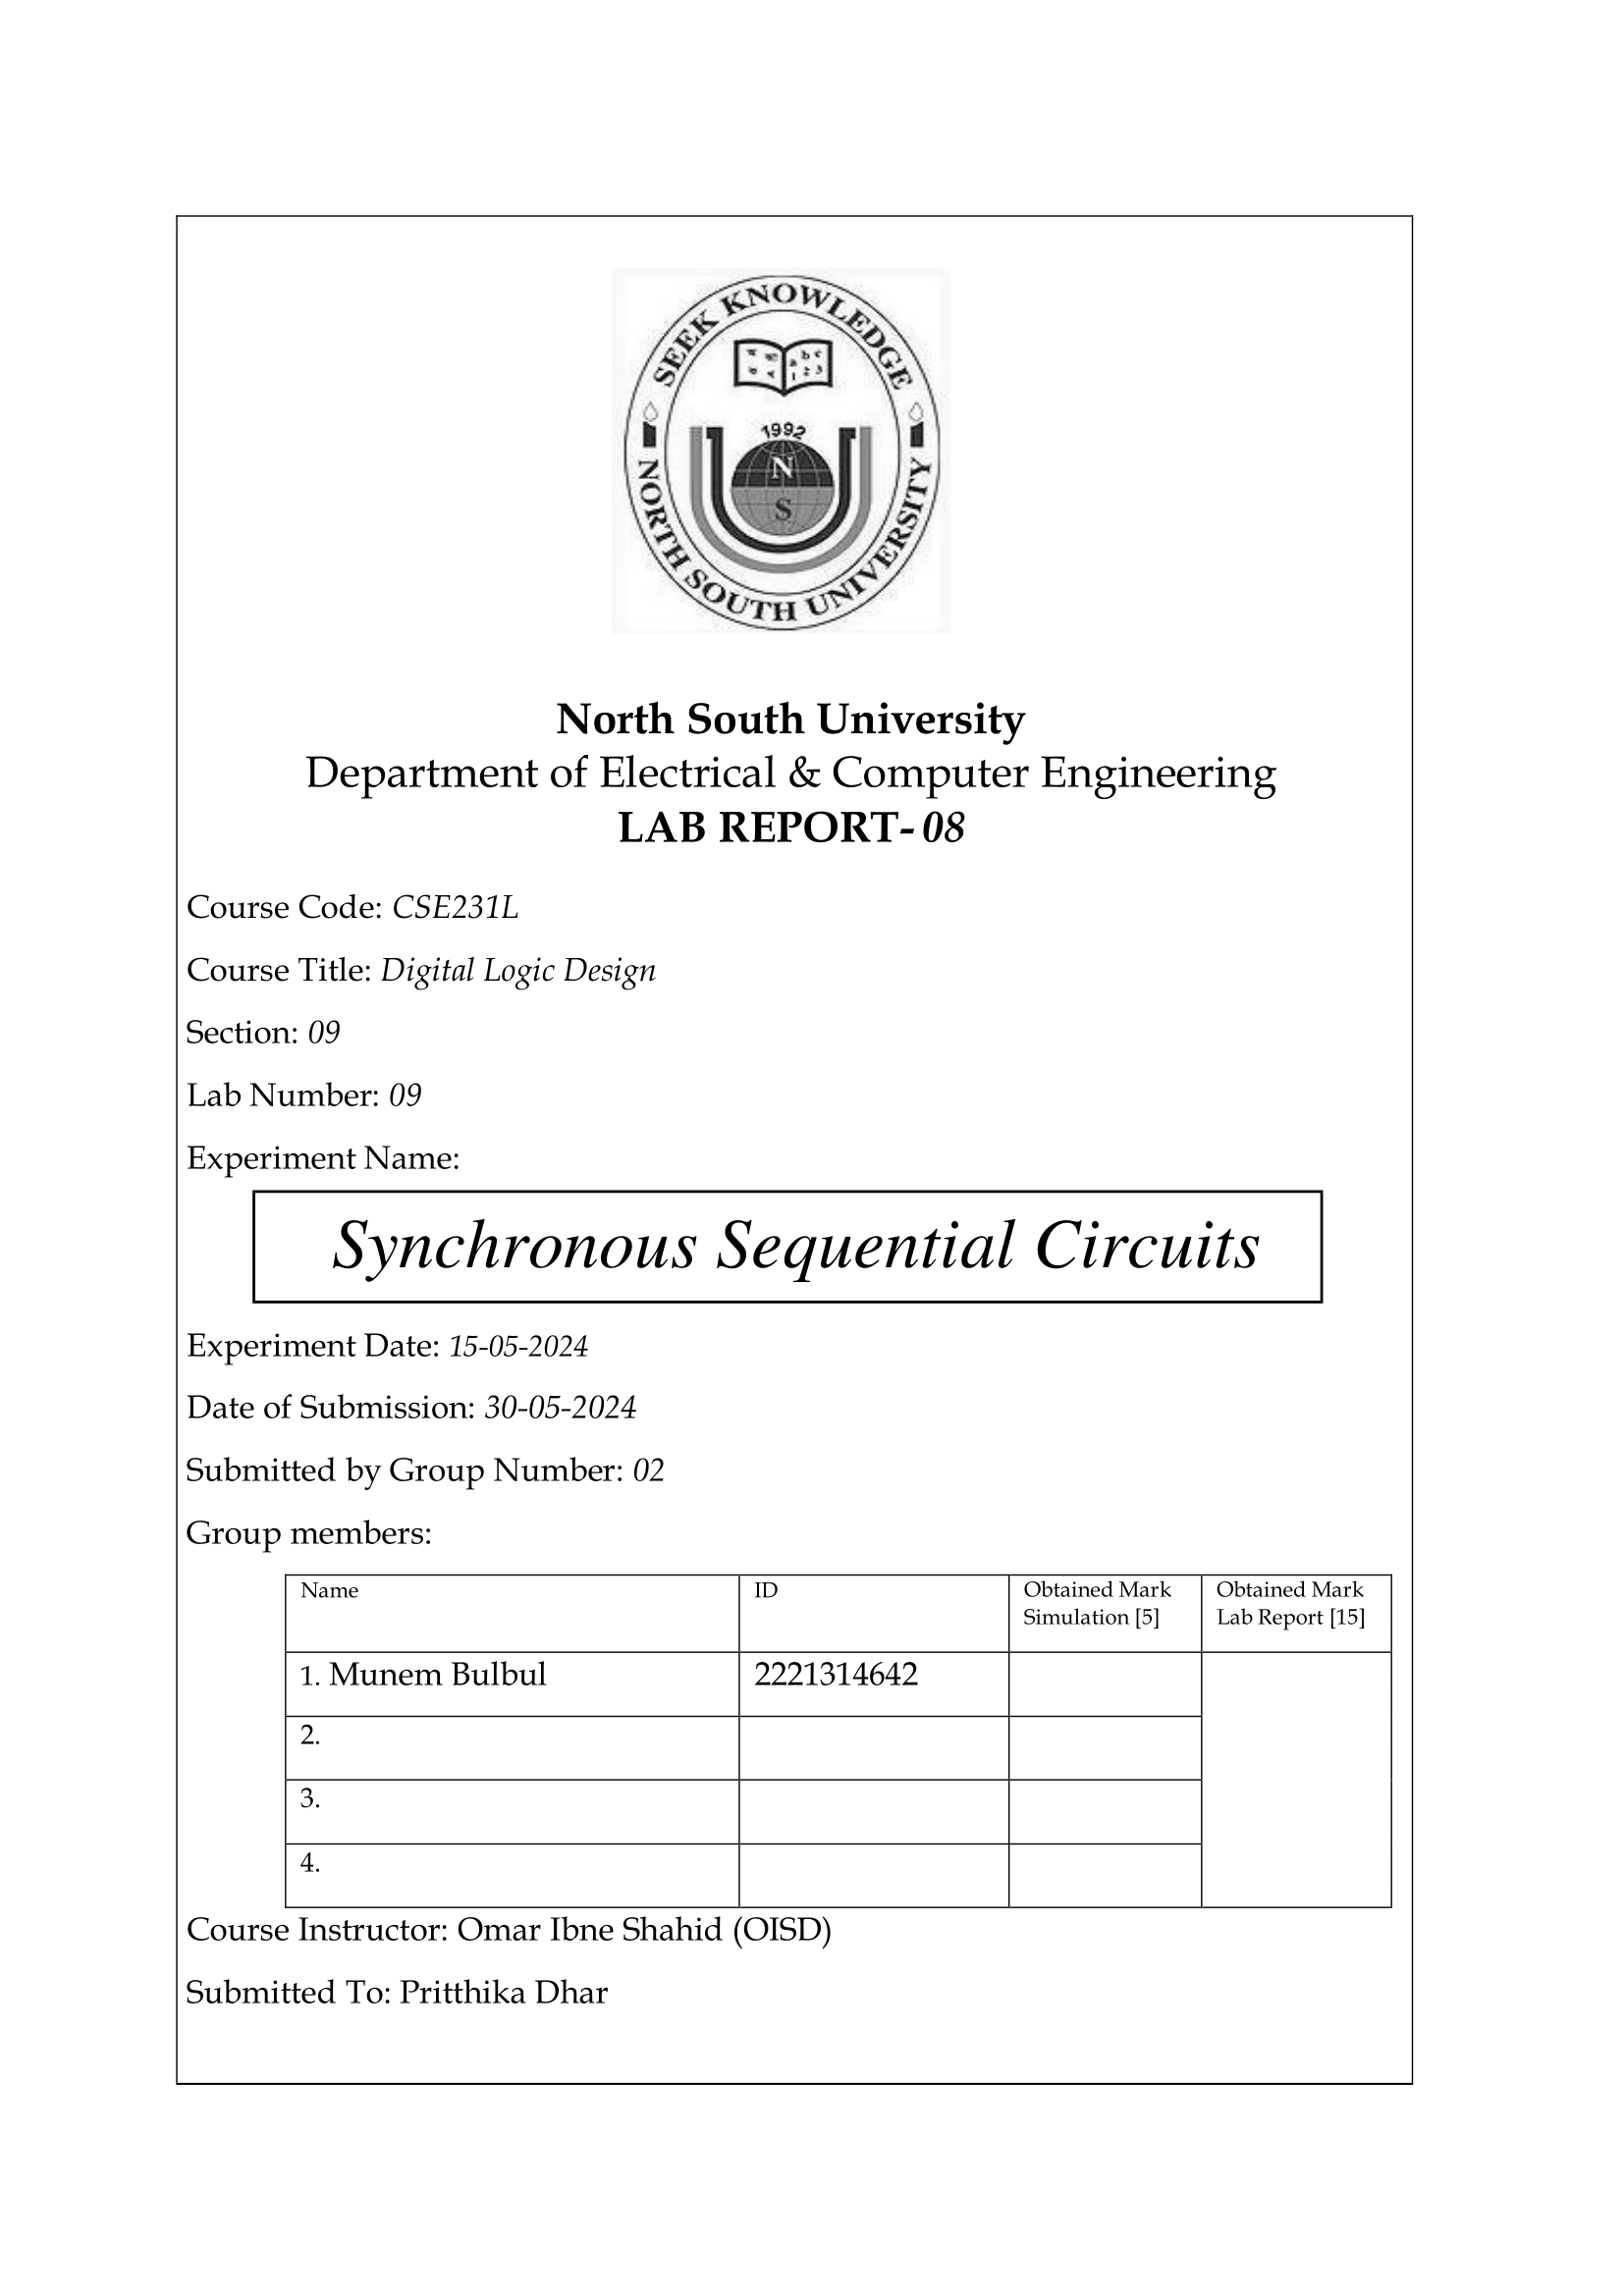 SEEK KNOWLEDGE
1992
N
S
NORTH SOUTH UNIVERSITY
North South University
Department of Electrical & Computer Engineering
LAB REPORT- 08
Course Code: CSE231L
Course Title: Digital Logic Design
Section: 09
Lab Number: 09
Experiment Name:
Synchronous Sequential Circuits
Experiment Date: 15-05-2024
Date of Submission: 30-05-2024
Submitted by Group Number: 02
Group members:
Name ID Obtained Mark Simulation [5] Obtained Mark Lab Report [15]
1. Munem Bulbul 2221314642
2.
3.
4.
Course Instructor: Omar Ibne Shahid (OISD)
Submitted To: Pritthika Dhar